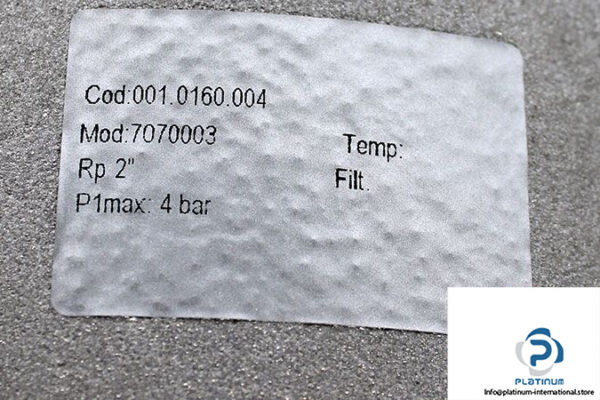 Cod:001.0160.004
Mod:7070003
Rp 2"
P1max: 4 bar
Temp:
Filt.
PLATINUM
Info@platinum-international.store